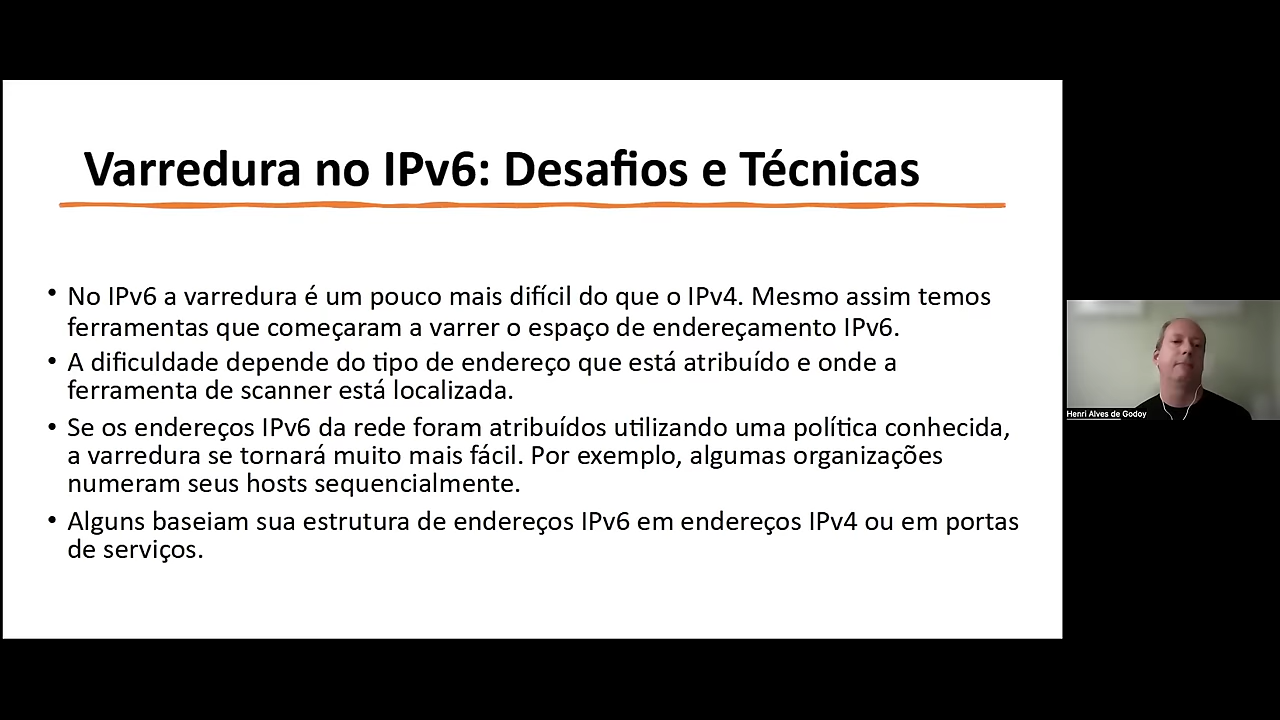 Varredura no IPv6: Desafios e Técnicas
• No IPv6 a varredura é um pouco mais difícil do que o IPv4. Mesmo assim temos
ferramentas que começaram a varrer o espaço de endereçamento IPv6.
• A dificuldade depende do tipo de endereço que está atribuído e onde a
ferramenta de scanner está localizada.
• Se os endereços IPv6 da rede foram atribuídos utilizando uma política conhecida,
a varredura se tornará muito mais fácil. Por exemplo, algumas organizações
numeram seus hosts sequencialmente.
• Alguns baseiam sua estrutura de endereços IPv6 em endereços IPv4 ou em portas
de serviços.
Henri Alves de Godoy